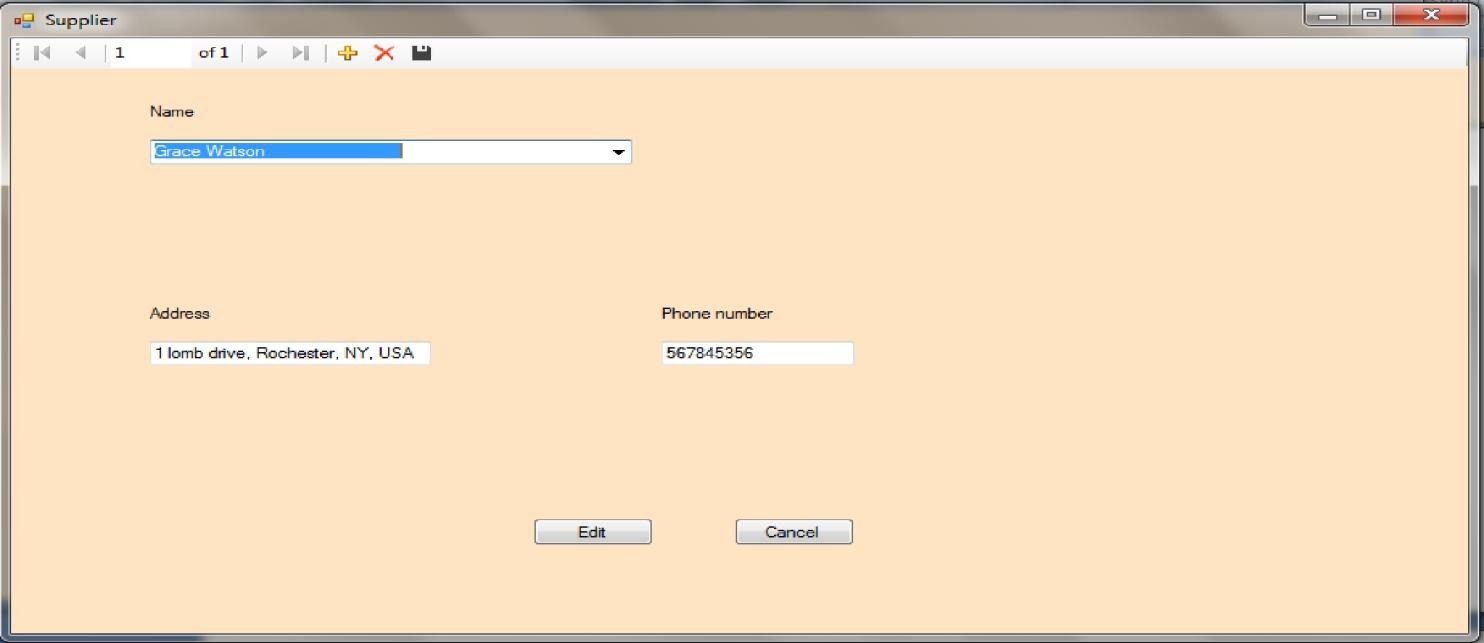 Supplier
1 of 1
Name
Grace Watson
Address Phone number
1 lomb drive, Rochester, NY, USA 567845356
Edit Cancel